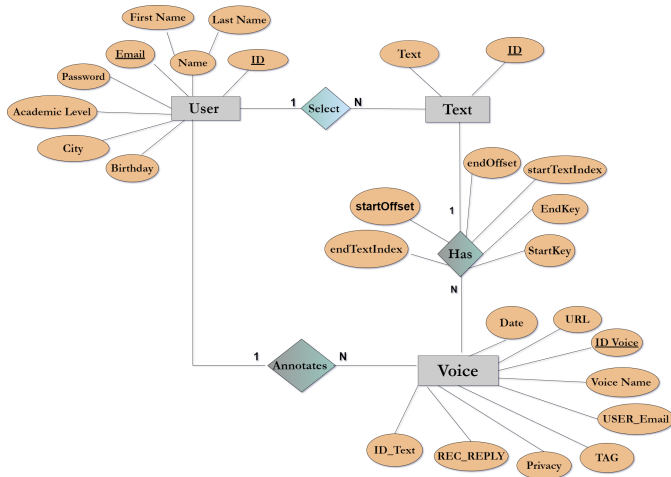 First Name
Last Name
Email
Name
ID
Password
Academic Level
City
Birthday
User
1
Select
N
Text
ID
Text
endOffset
startTextIndex
startOffset
EndKey
endTextIndex
StartKey
1
Has
N
Date
URL
ID Voice
Voice Name
USER_Email
1
Annotates
N
Voice
ID_Text
REC_REPLY
Privacy
TAG